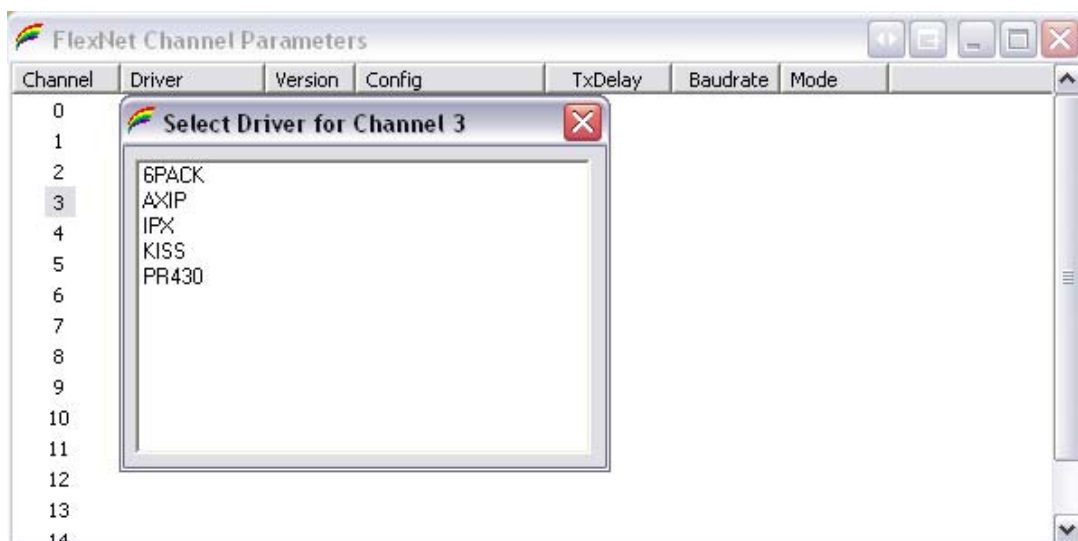 FlexNet Channel Parameters
Channel Driver Version Config TxDelay Baudrate Mode
0
Select Driver for Channel 3
1
2
6PACK
3
AXIP
IPX
4
KISS
5
PR430
6
7
8
9
10
11
12
13
14